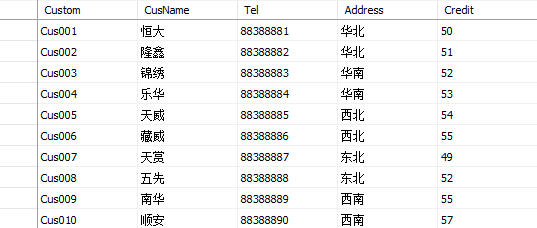 Custom CusName Tel Address Credit
Cus001 恒大 88388881 华北 50
Cus002 隆鑫 88388882 华北 51
Cus003 锦绣 88388883 华南 52
Cus004 乐华 88388884 华南 53
Cus005 天威 88388885 西北 54
Cus006 藏威 88388886 西北 55
Cus007 天赏 88388887 东北 49
Cus008 五先 88388888 东北 52
Cus009 南华 88388889 西南 55
Cus010 顺安 88388890 西南 57